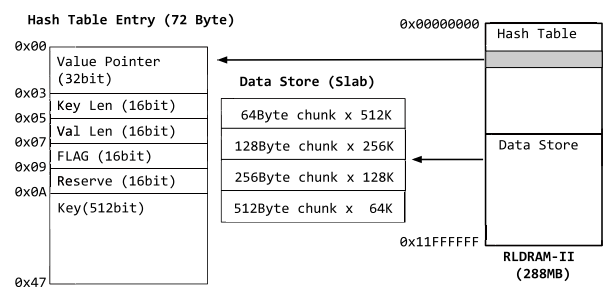 Hash Table Entry (72 Byte)
0x00
Value Pointer
(32bit)
0x03
Key Len (16bit)
0x05
Val Len (16bit)
0x07
FLAG (16bit)
0x09
Reserve (16bit)
0x0A
Key(512bit)
0x47
Data Store (Slab)
64Byte chunk x 512K
128Byte chunk x 256K
256Byte chunk x 128K
512Byte chunk x 64K
0x00000000
Hash Table
Data Store
0x11FFFFFF
RLDRAM-II
(288MB)